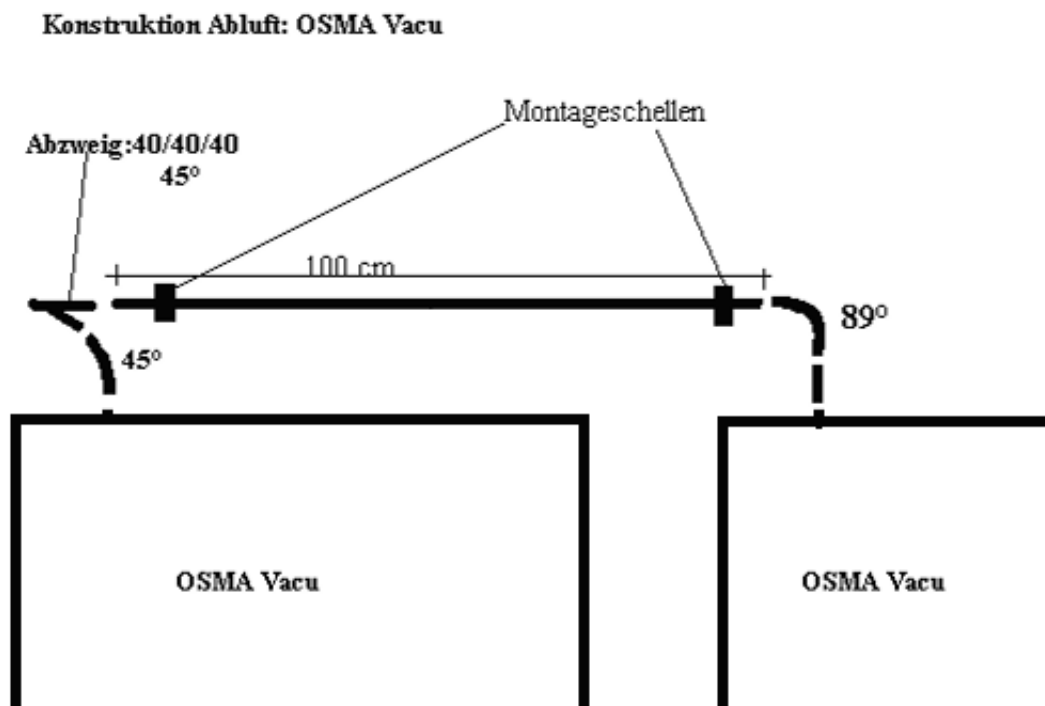 Konstruktion Abluft: OSMA Vacu
Montageschellen
Abzweig:40/40/40
45°
100 cm
89°
45°
OSMA Vacu
OSMA Vacu